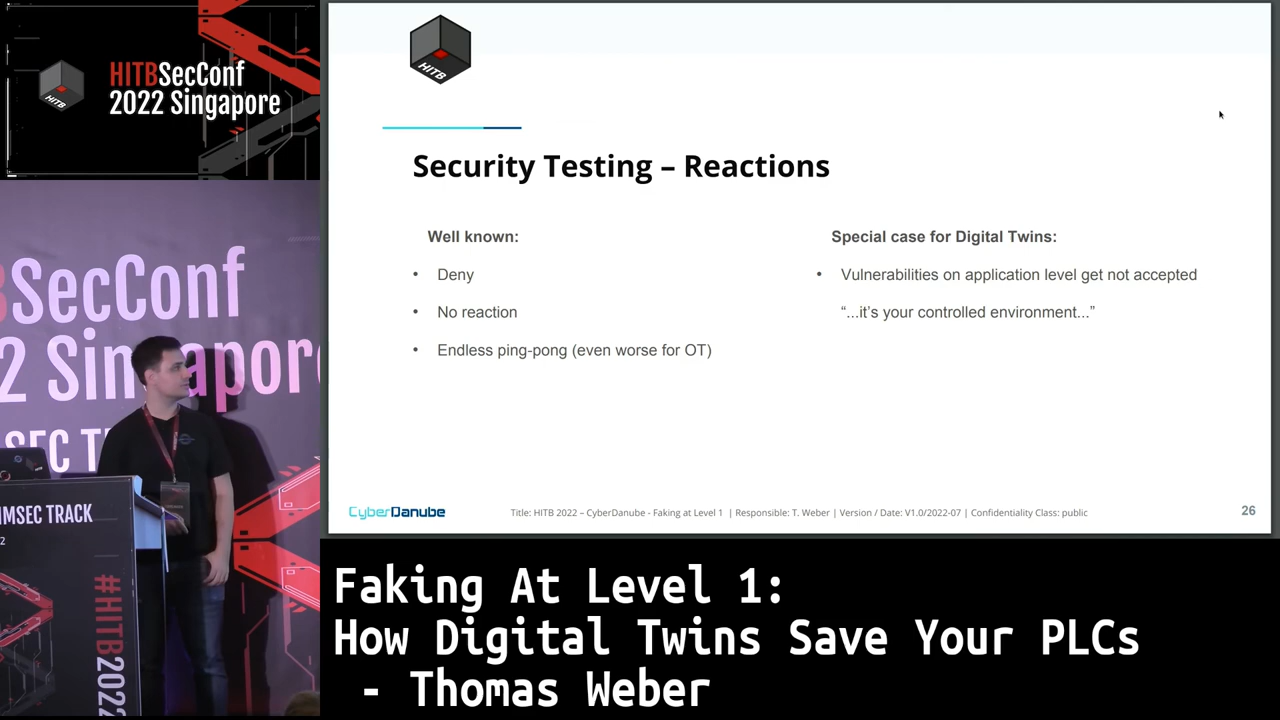 HITBSecConf
2022 Singapore
HITB
HITB
Security Testing – Reactions
Well known:
• Deny
• No reaction
• Endless ping-pong (even worse for OT)
Special case for Digital Twins:
• Vulnerabilities on application level get not accepted
“...it’s your controlled environment...”
CyberDanube
Title: HITB 2022 – CyberDanube - Faking at Level 1 | Responsible: T. Weber | Version / Date: V1.0/2022-07 | Confidentiality Class: public
26
SecConf
2 Singapore
SEC T
MSEC TRACK
#HITB2022
Faking At Level 1:
How Digital Twins Save Your PLCs
- Thomas Weber